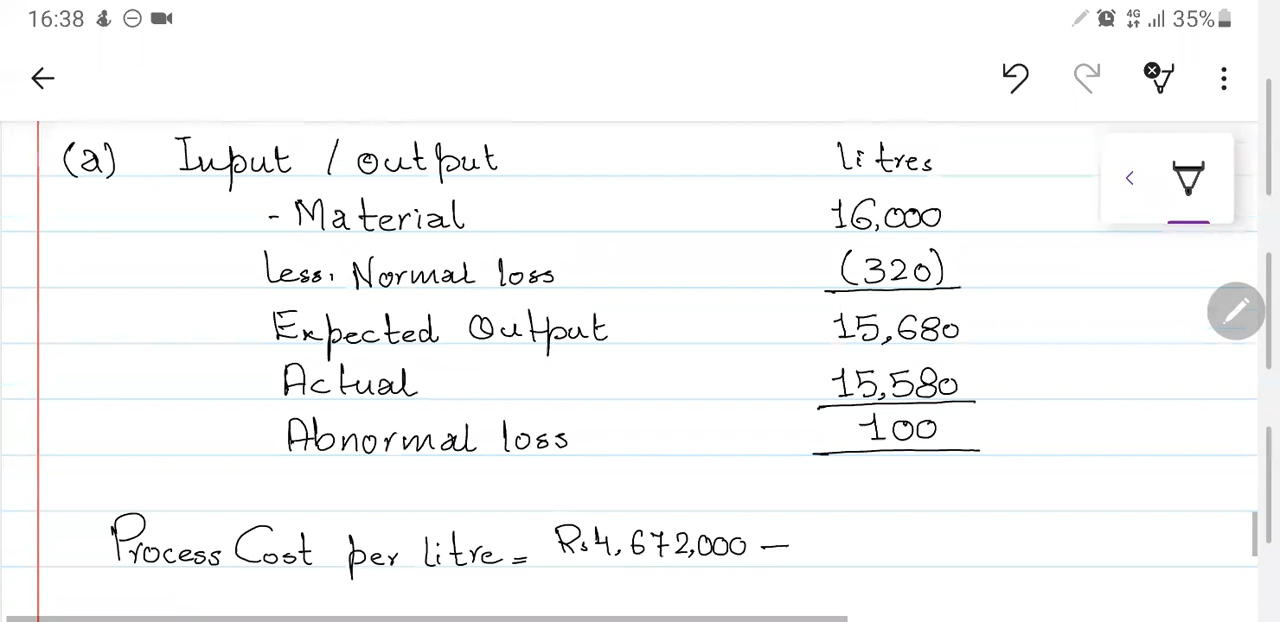 16:38 4G 35%
(a) Input / output litres
- Material 16,000
Less: Normal loss (320)
Expected Output 15,680
Actual 15,580
Abnormal loss 100
Process Cost per litre = Rs 4,672,000 —